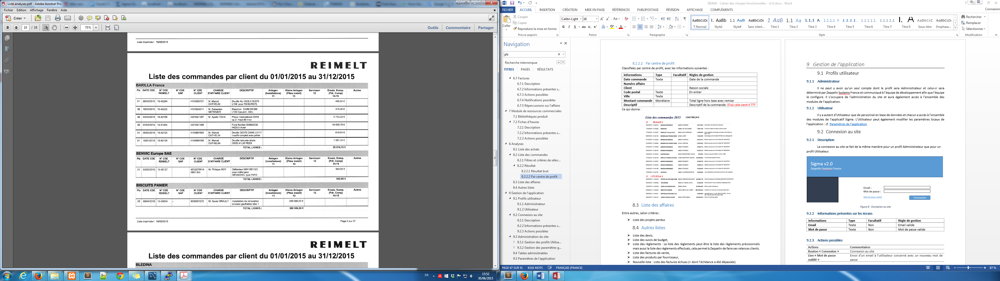 Liste analyses.pdf - Adobe Acrobat Pro
Fichier Edition Affichage Fenêtre Aide
Créer
10 / 18 75% Outils Commentaire Partager
Liste imprimée l 19/05/2015
REIMELT
Liste des commandes par client du 01/01/2015 au 31/12/2015
BARILLA France
Plz DATE CDE N° CDE REIMELT N° CDE SAP N° CDE CLIENT CHARGE D'AFFAIRE CLIENT DESCRIPTIF Anlagen (Installations) 11 Kleine Anlagen (Pttes install) 13 Services+ 12 Ersatz. Komp. (Pdr, Comp) 14-15 Autres
01 26/03/2015 15-42284 4101005701 M. Marcel CATHELIN Douille Alu DI28.0 DE075 L109 pour RS3E/RS7E 498,94 €
36 18/03/2015 15-42222 4101004211 M. Sebastien METENIER Manchon DI089 DE095 L100 Caoutch. Alim. 315,40 €
36 04/03/2015 15-42156 4201021397 M. Apollo TCHA Pièce intermédiaire D254 ep.2. Haut.60 Inox 4 733,02 €
36 04/03/2015 15-41945 4201021398 Fond fluidisé D0960/230 H629.5 Acier 18 059,76 €
01 05/02/2015 15-42125 4100997683 M. Marcel CATHELIN Douille DE075 DI045 L0117 Inox/N complet avec palier 619,64 €
01 15/01/2015 15-42105 4100994306 M. Marcel CATHELIN Douille rainurée droite DI050.4 L20 PEEK 1 287,34 €
TOTAL LIGNES : 25 514,10 €
BENVIC Europe SAS
Plz DATE CDE N° CDE REIMELT N° CDE SAP N° CDE CLIENT CHARGE D'AFFAIRE CLIENT DESCRIPTIF Anlagen (Installations) 11 Kleine Anlagen (Pttes install) 13 Services+ 12 Ersatz. Komp. (Pdr, Comp) 14-15 Autres
21 03/02/2015 15-42127 4512275514-0661-Sto M. Philippe ROY Déflecteur M611851123 pour mélangeur HENSCHEL type FM10 942,00 €
TOTAL LIGNES : 942,00 €
BISCUITS PANIER
Plz DATE CDE N° CDE REIMELT N° CDE SAP N° CDE CLIENT CHARGE D'AFFAIRE CLIENT DESCRIPTIF Anlagen (Installations) 11 Kleine Anlagen (Pttes install) 13 Services+ 12 Ersatz. Komp. (Pdr, Comp) 14-15 Autres
29 09/04/2015 13-30034 - 9000001272 M. Xavier BRAULT Installation de rénovation process gaufrettes labo 1 260 000,00 €
TOTAL LIGNES : 260 000,00 €
Liste imprimée l 19/05/2015 Page 2 sur 37
REIMELT
Liste des commandes par client du 01/01/2015 au 31/12/2015
BLEDINA
FR 15:52
30/06/2015
SIGMA - Cahier des charges fonctionnelles - v1.0.docx - Word
FICHIER ACCUEIL INSERTION CRÉATION MISE EN PAGE RÉFÉRENCES PUBLIPOSTAGE RÉVISION AFFICHAGE COMPLÉMENTS Connexion
Coller
Couper
Copier
Reproduire la mise en forme
Presse-papiers
Calibri Light 16
Police
Paragraphe
¶ Normal Style1 Style4 Sans interl... Titre 1 Titre 2 Titre 3 Titre 4 Titre 5 Titre 6 Titre 7 Titre 0 Sous-titre Emphase...
Style
Rechercher
Remplacer
Sélectionner
Modification
Navigation
plz
Recherche interrompue
TITRES PAGES RÉSULTATS
6.7 Factures
6.7.1 Description
6.7.2 Informations présentes s...
6.7.3 Actions possibles
6.7.4 Notifications possibles
6.7.5 Répercussions sur l'affaire
7 Module de ressources commerciales
7.1 Bibliothèques produit
7.2 Fiches d'heures
7.2.1 Description
7.2.2 Informations présentes s...
7.2.3 Actions possibles
8 Analyses
8.1 Liste des achats
8.2 Liste des commandes
8.2.1 Filtres et critères de sélec...
8.2.2 Résultat
8.2.2.1 Résultat brut
8.2.2.2 Par centre de profit
8.3 Liste des affaires
8.4 Autres listes
9 Gestion de l'application
9.1 Profils utilisateur
9.1.1 Administrateur
9.1.2 Utilisateur
9.2 Connexion au site
9.2.1 Description
9.2.2 Informations présentes s...
9.2.3 Actions possibles
9.3 Administration du site
9.3.1 Gestion des profils Utilisa...
9.3.2 Gestion des paramètres g...
9.4 Tables administrables
9.5 Paramètres de l'application
8.2.2.2 Par centre de profit
Classifiées par centre de profit, avec les informations suivantes :
Informations Type Facultatif Règles de gestion
Date commande Texte Date de la commande
Numéro affaire
Client Raison sociale
Code postal Texte En entier
Ville Texte
Montant commande Monétaire Total ligne hors taxe avec remise
Descriptif Descriptif de la commande. D'où cela vient-il ???
Ce qui donne :
Liste des commandes 2015 1 843 905,34 €
8.3 Liste des affaires
Entre autres, selon critères :
➢ Liste des projets perdus
8.4 Autres listes
➢ Liste des devis,
➢ Liste des suivis de budget,
➢ Liste des règlements : La liste des règlements peut être la liste des règlements prévisionnels
mais aussi la liste des règlements effectués, cela permet à Zeppelin de faire ses relances clients.
➢ Liste des factures de vente,
➢ Liste des produits par fournisseur,
➢ Nouvelle liste : Liste des factures échues (= dont l'échéance a été dépassée).
9 Gestion de l'application
9.1 Profils utilisateur
9.1.1 Administrateur
Il ne peut y avoir qu'un seul compte dont le profil sera Administrateur et celui-ci sera
déterminé par Zeppelin Systems France et communiqué à l'équipe de développement afin que l'équipe
le configure. Il s'occupera de l'administration du site et aura également accès à l'ensemble des
modules de l'application.
9.1.2 Utilisateur
Il y a autant d'Utilisateur que de personnel en base de données et chacun a accès à l'ensemble
des modules de l'applicatif Sigma. L'Utilisateur peut également modifier les paramètres locaux de
l'application : cf. Paramètres de l'application.
9.2 Connexion au site
9.2.1 Description
La connexion au site se fait de la même manière pour un profil Administrateur que pour un
profil Utilisateur.
Sigma v2.0
Zeppelin Systems France
Email :
Mot de passe :
Mot de passe oublié Connexion
Figure 8 - Connexion au site
9.2.2 Informations présentes sur les écrans
Informations Type Facultatif Règle de gestion
Email Texte Non Email valide
Mot de passe Texte Non Mot de passe valide
9.2.3 Actions possibles
Actions Commentaires
Bouton « Connexion » Connexion au site
Lien « Mot de passe oublié » Envoi d'un email à l'utilisateur concerné avec un nouveau mot de passe
PAGE 47 SUR 51 9216 MOTS FRANÇAIS (FRANCE) 87 %